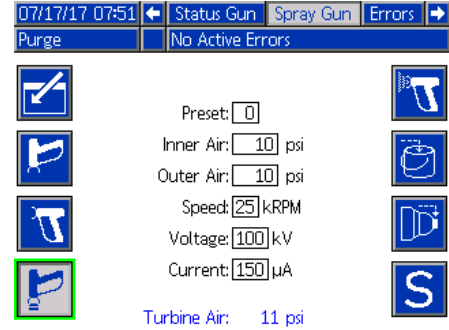 07/17/17 07:51 Status Gun Spray Gun Errors
Purge No Active Errors
Preset: 0
Inner Air: 10 psi
Outer Air: 10 psi
Speed: 25 kRPM
Voltage: 100 kV
Current: 150 µA
Turbine Air: 11 psi
S